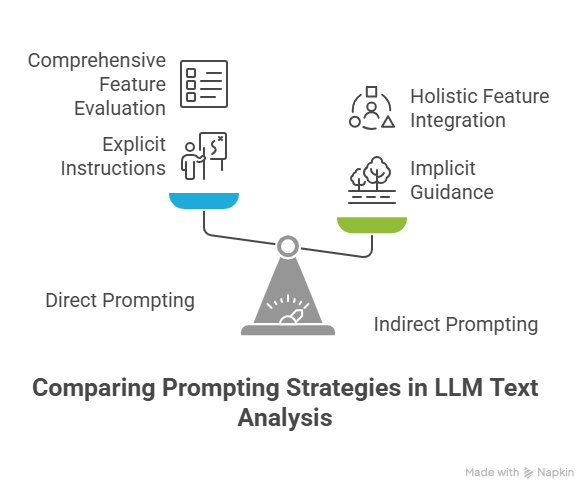 Comprehensive
Feature
Evaluation
Explicit
Instructions
Holistic Feature
Integration
Implicit
Guidance
Direct Prompting
Indirect Prompting
Comparing Prompting Strategies in LLM Text
Analysis
Made with Napkin